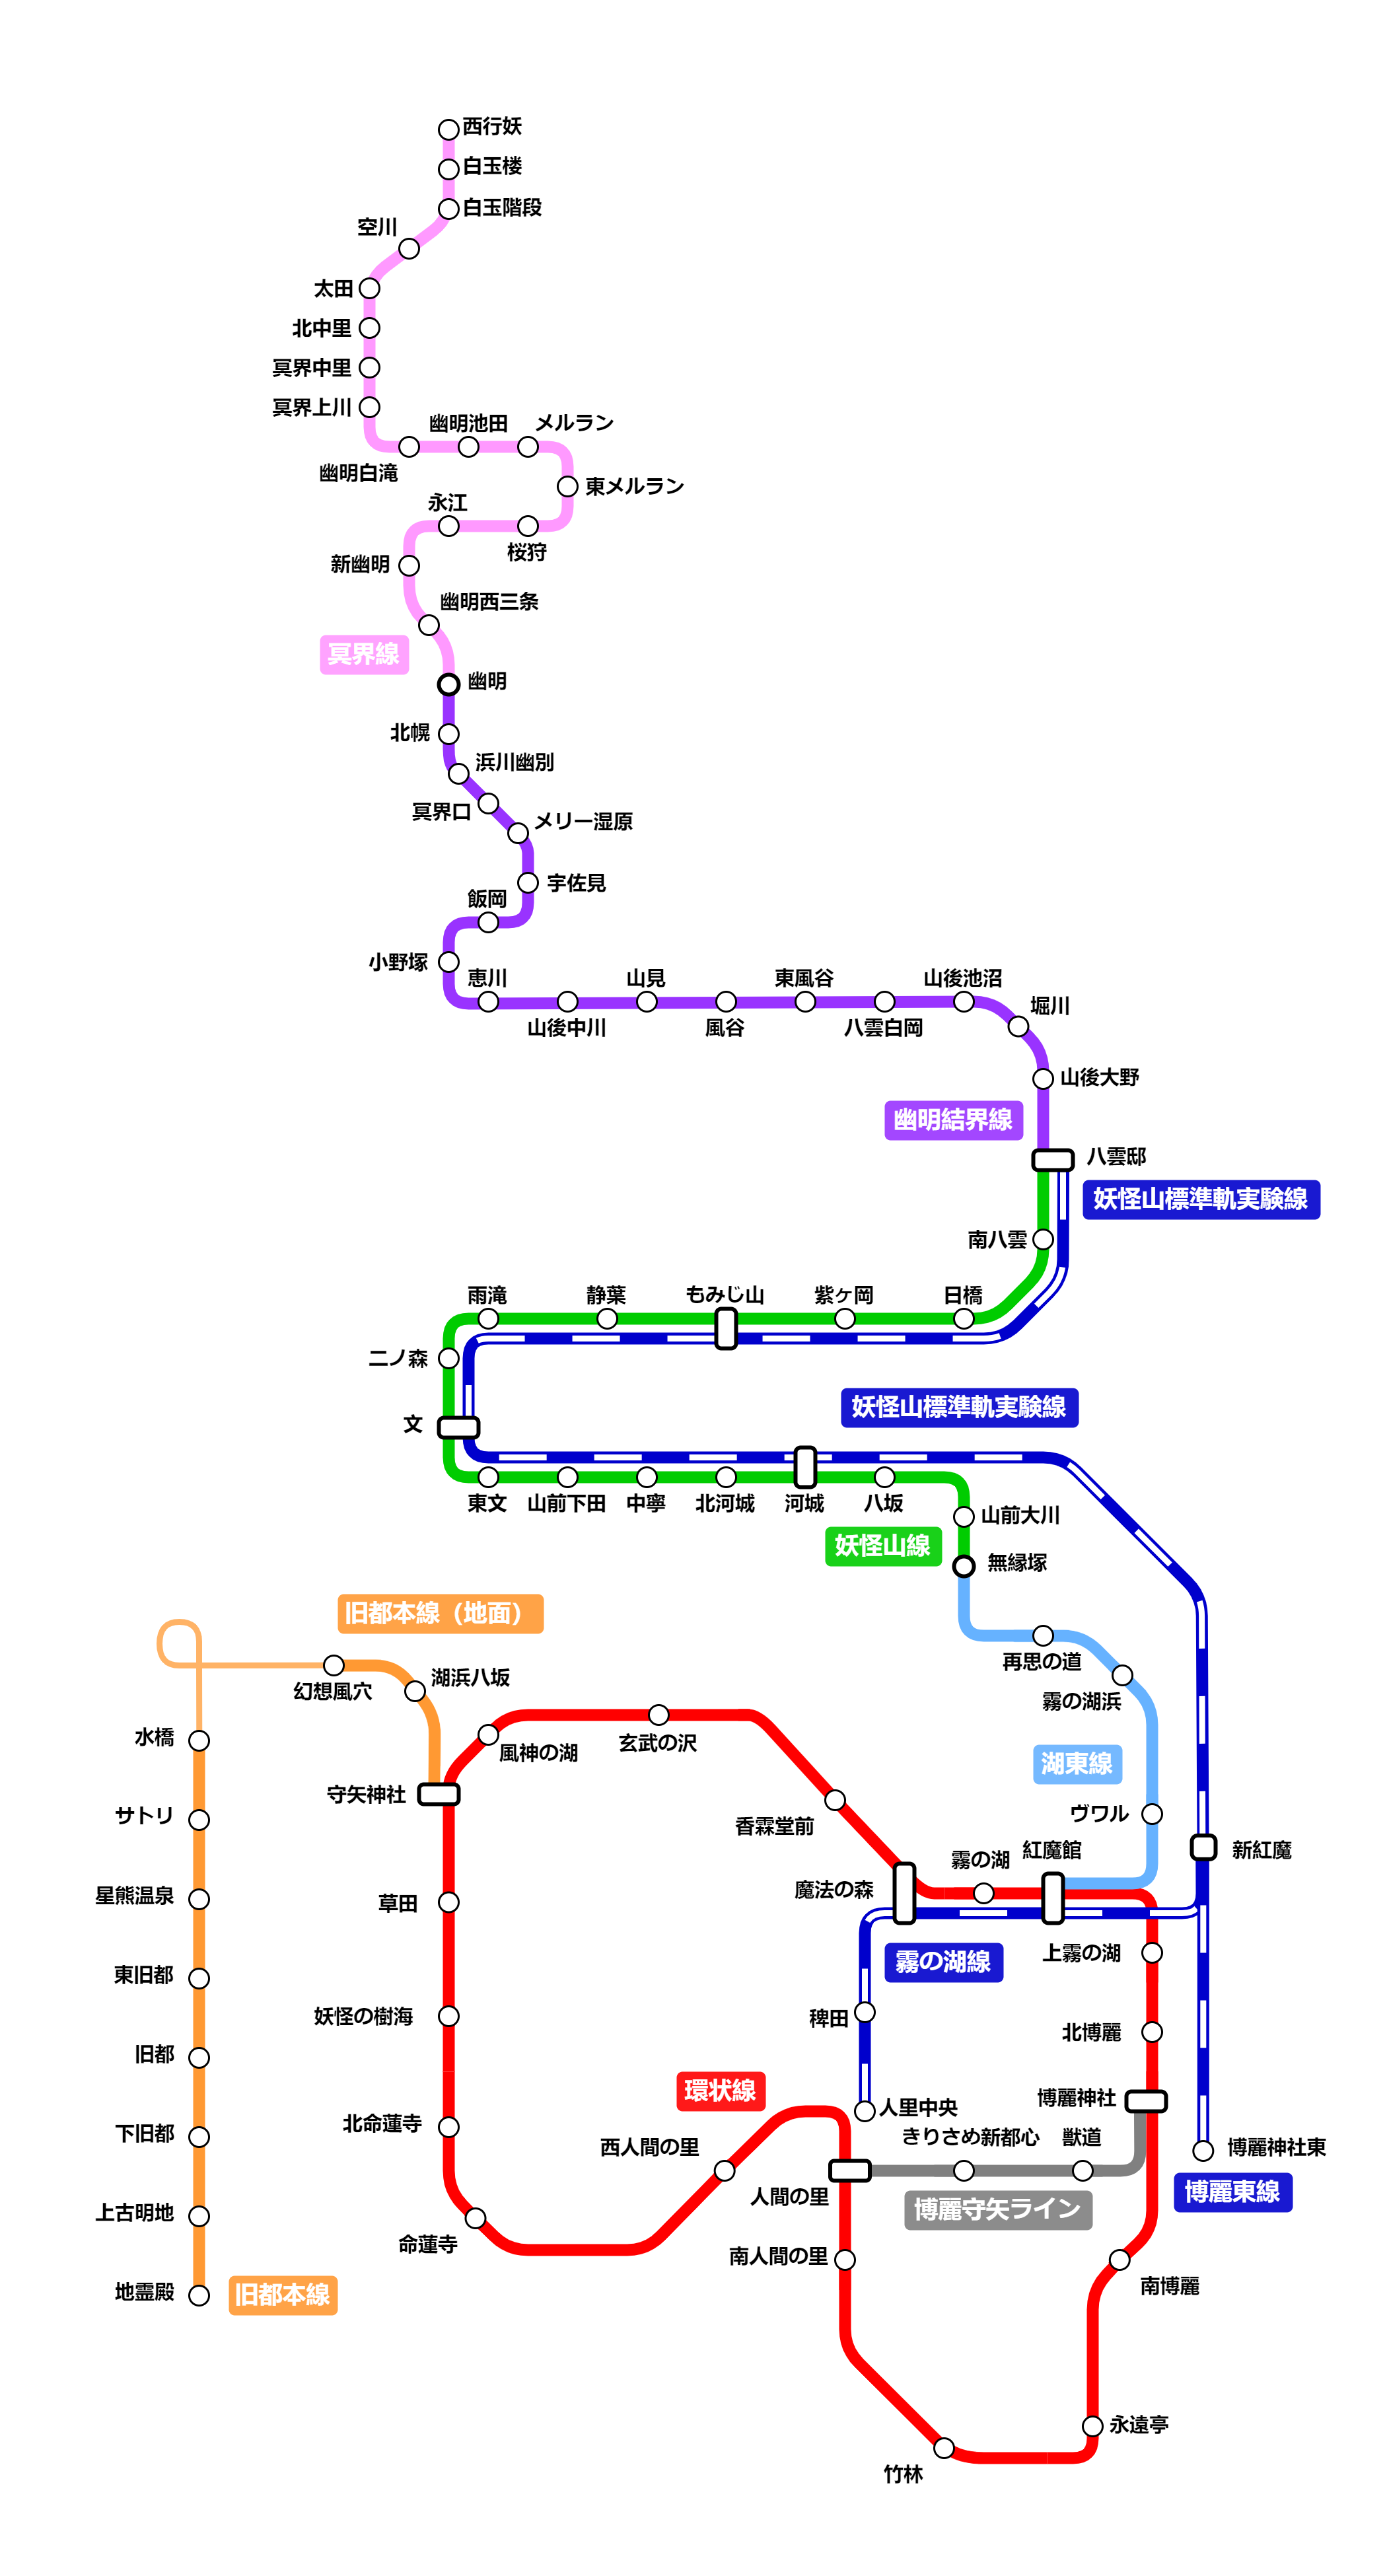 西行妖
白玉楼
白玉階段
空川
太田
北中里
冥界中里
冥界上川
幽明池田
メルラン
幽明白滝
東メルラン
永江
桜狩
新幽明
幽明西三条
冥界線
幽明
北幌
浜川幽別
冥界口
メリー湿原
宇佐見
飯岡
小野塚
恵川
山見
東風谷
山後池沼
堀川
山後中川
風谷
八雲白岡
山後大野
幽明結界線
八雲邸
妖怪山標準軌実験線
南八雲
雨滝
静葉
もみじ山
紫ヶ岡
日橋
二ノ森
妖怪山標準軌実験線
文
東文
山前下田
中寧
北河城
河城
八坂
山前大川
妖怪山線
無縁塚
旧都本線（地面）
再思の道
湖浜八坂
幻想風穴
霧の湖浜
水橋
風神の湖
玄武の沢
湖東線
守矢神社
サトリ
ヴワル
香霖堂前
紅魔館
新紅魔
霧の湖
魔法の森
星熊温泉
草田
上霧の湖
霧の湖線
東旧都
妖怪の樹海
稗田
北博麗
旧都
環状線
博麗神社
人里中央
北命蓮寺
下旧都
きりさめ新都心
獣道
西人間の里
博麗神社東
人間の里
博麗東線
博麗守矢ライン
上古明地
命蓮寺
南人間の里
南博麗
地霊殿
旧都本線
永遠亭
竹林